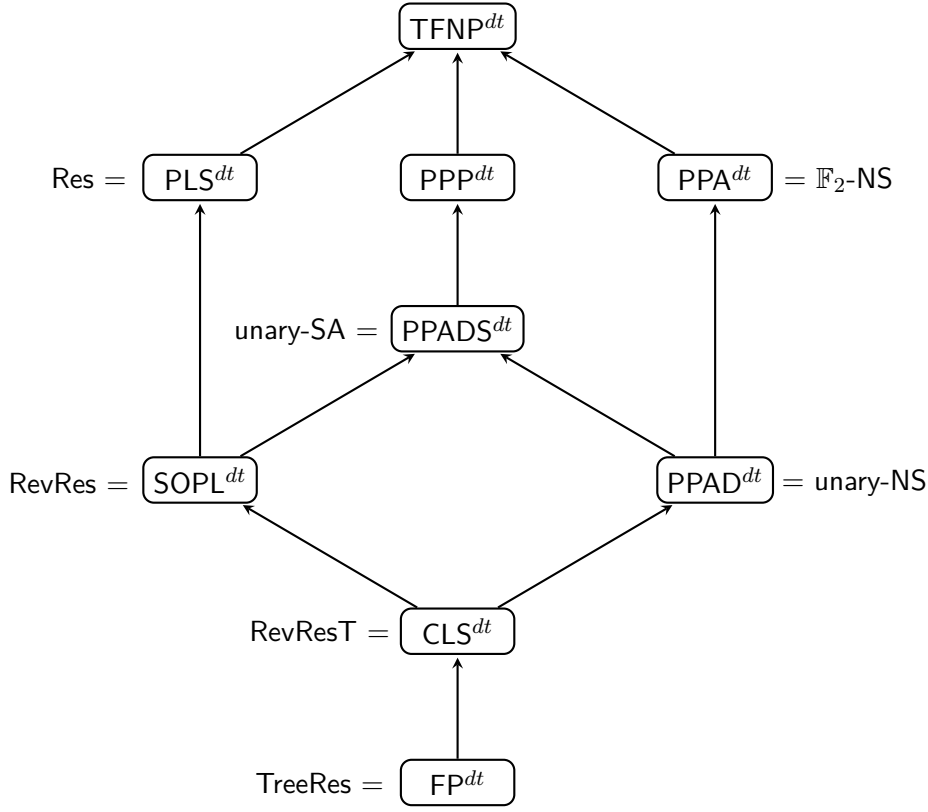 TFNP^{dt}
Res = PLS^{dt} PPP^{dt} PPA^{dt} = 𝔽₂-NS
unary-SA = PPADS^{dt}
RevRes = SOPL^{dt} PPAD^{dt} = unary-NS
RevResT = CLS^{dt}
TreeRes = FP^{dt}